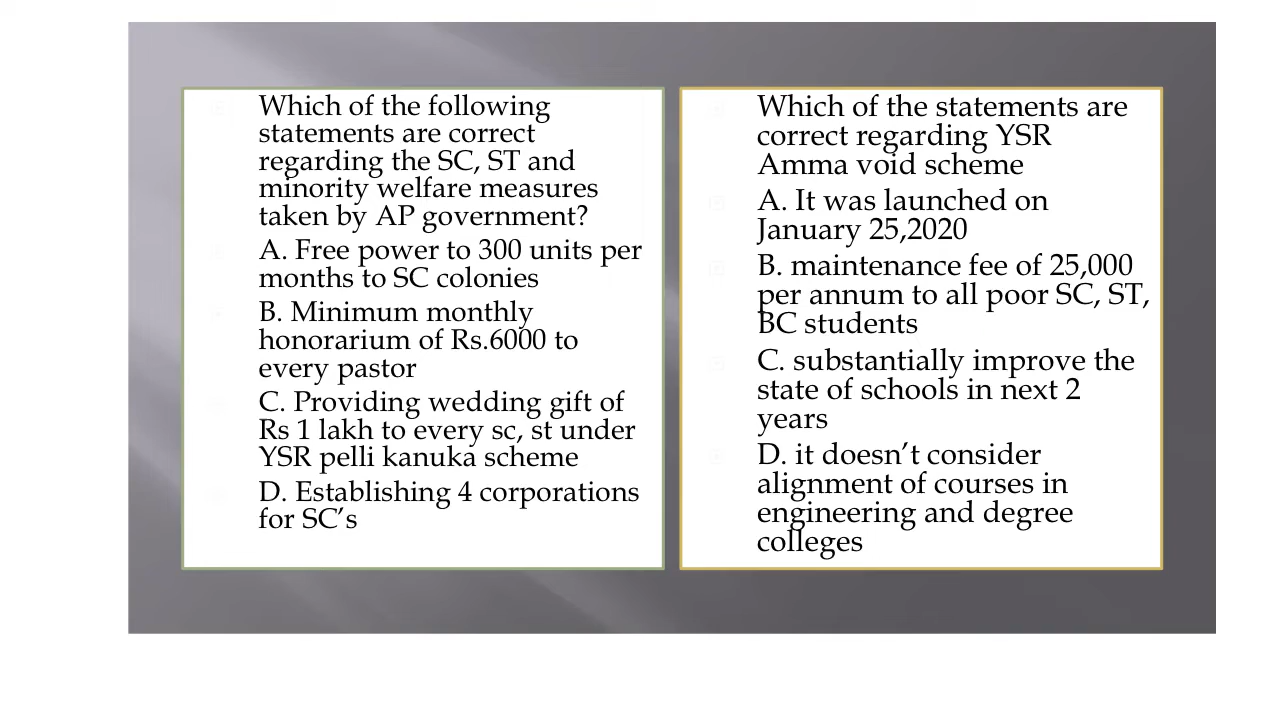 Which of the following
statements are correct
regarding the SC, ST and
minority welfare measures
taken by AP government?
A. Free power to 300 units per
months to SC colonies
B. Minimum monthly
honorarium of Rs.6000 to
every pastor
C. Providing wedding gift of
Rs 1 lakh to every sc, st under
YSR pelli kanuka scheme
D. Establishing 4 corporations
for SC’s
Which of the statements are
correct regarding YSR
Amma void scheme
A. It was launched on
January 25,2020
B. maintenance fee of 25,000
per annum to all poor SC, ST,
BC students
C. substantially improve the
state of schools in next 2
years
D. it doesn’t consider
alignment of courses in
engineering and degree
colleges